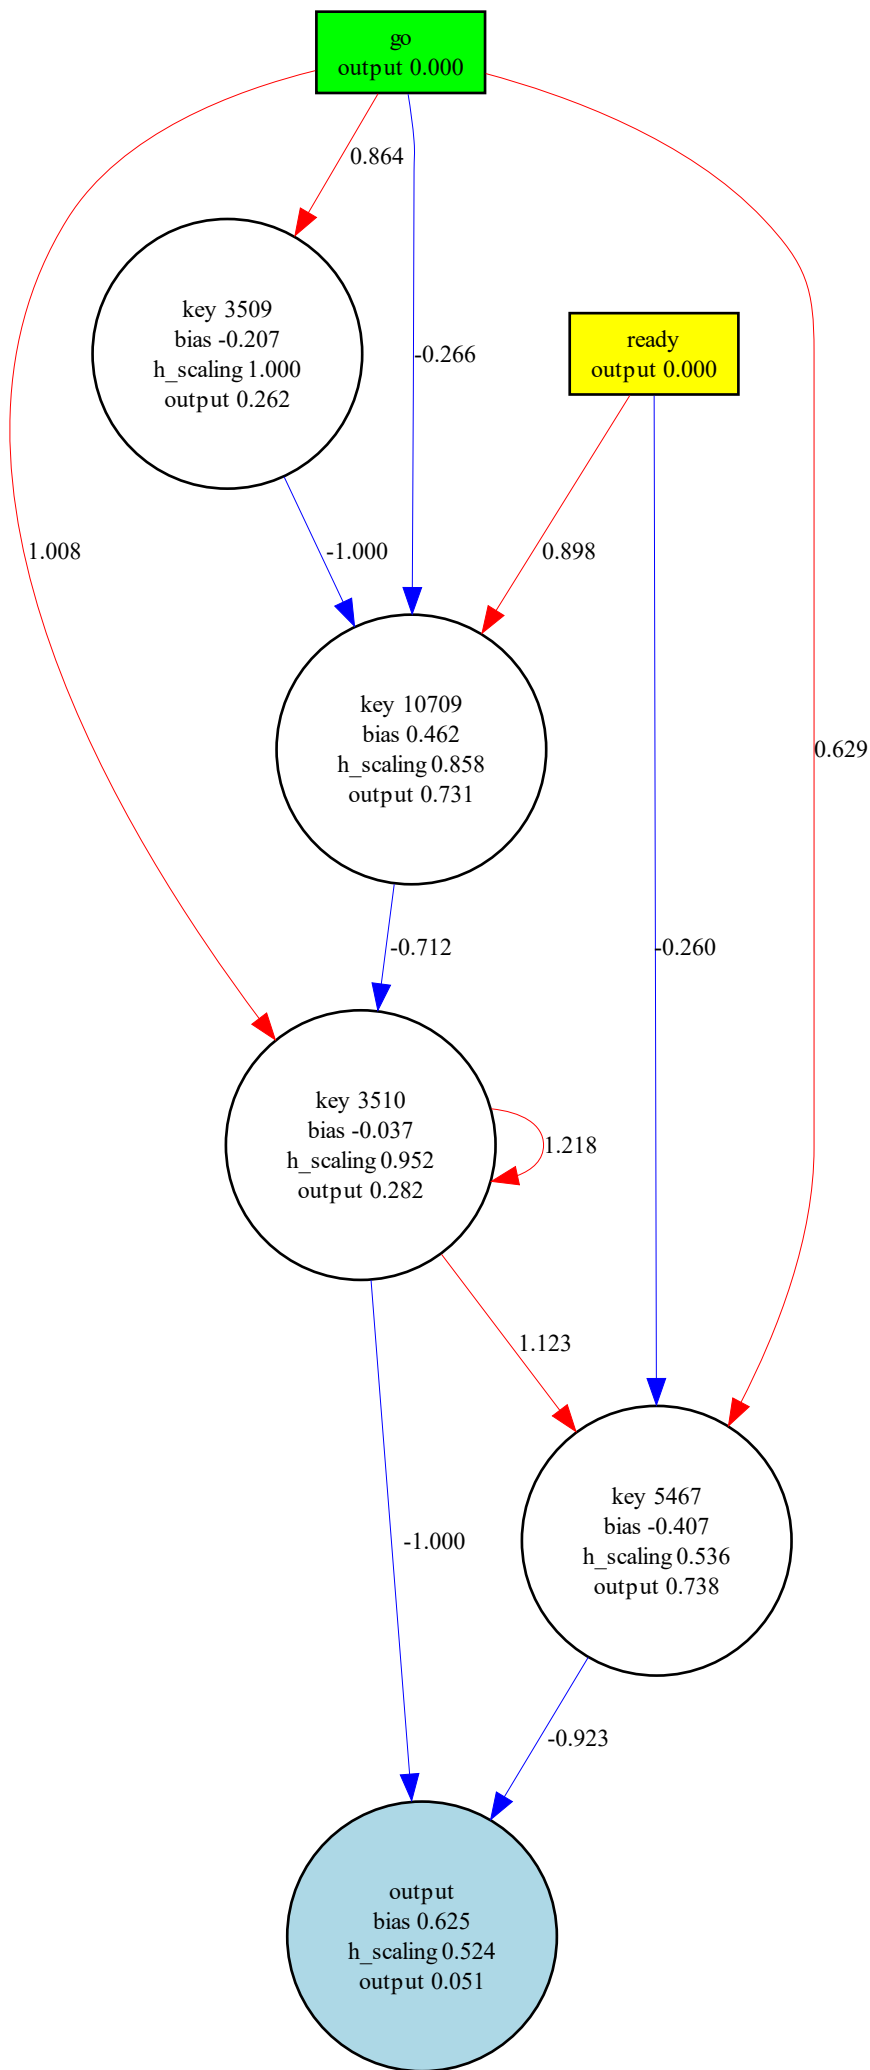 go
output 0.000
0.864
key 3509
bias -0.207
h_scaling 1.000
output 0.262
-0.266
ready
output 0.000
1.008
-1.000
0.898
key 10709
bias 0.462
h_scaling 0.858
output 0.731
0.629
-0.712
-0.260
key 3510
bias -0.037
h_scaling 0.952
output 0.282
1.218
1.123
key 5467
bias -0.407
h_scaling 0.536
output 0.738
-1.000
-0.923
output
bias 0.625
h_scaling 0.524
output 0.051